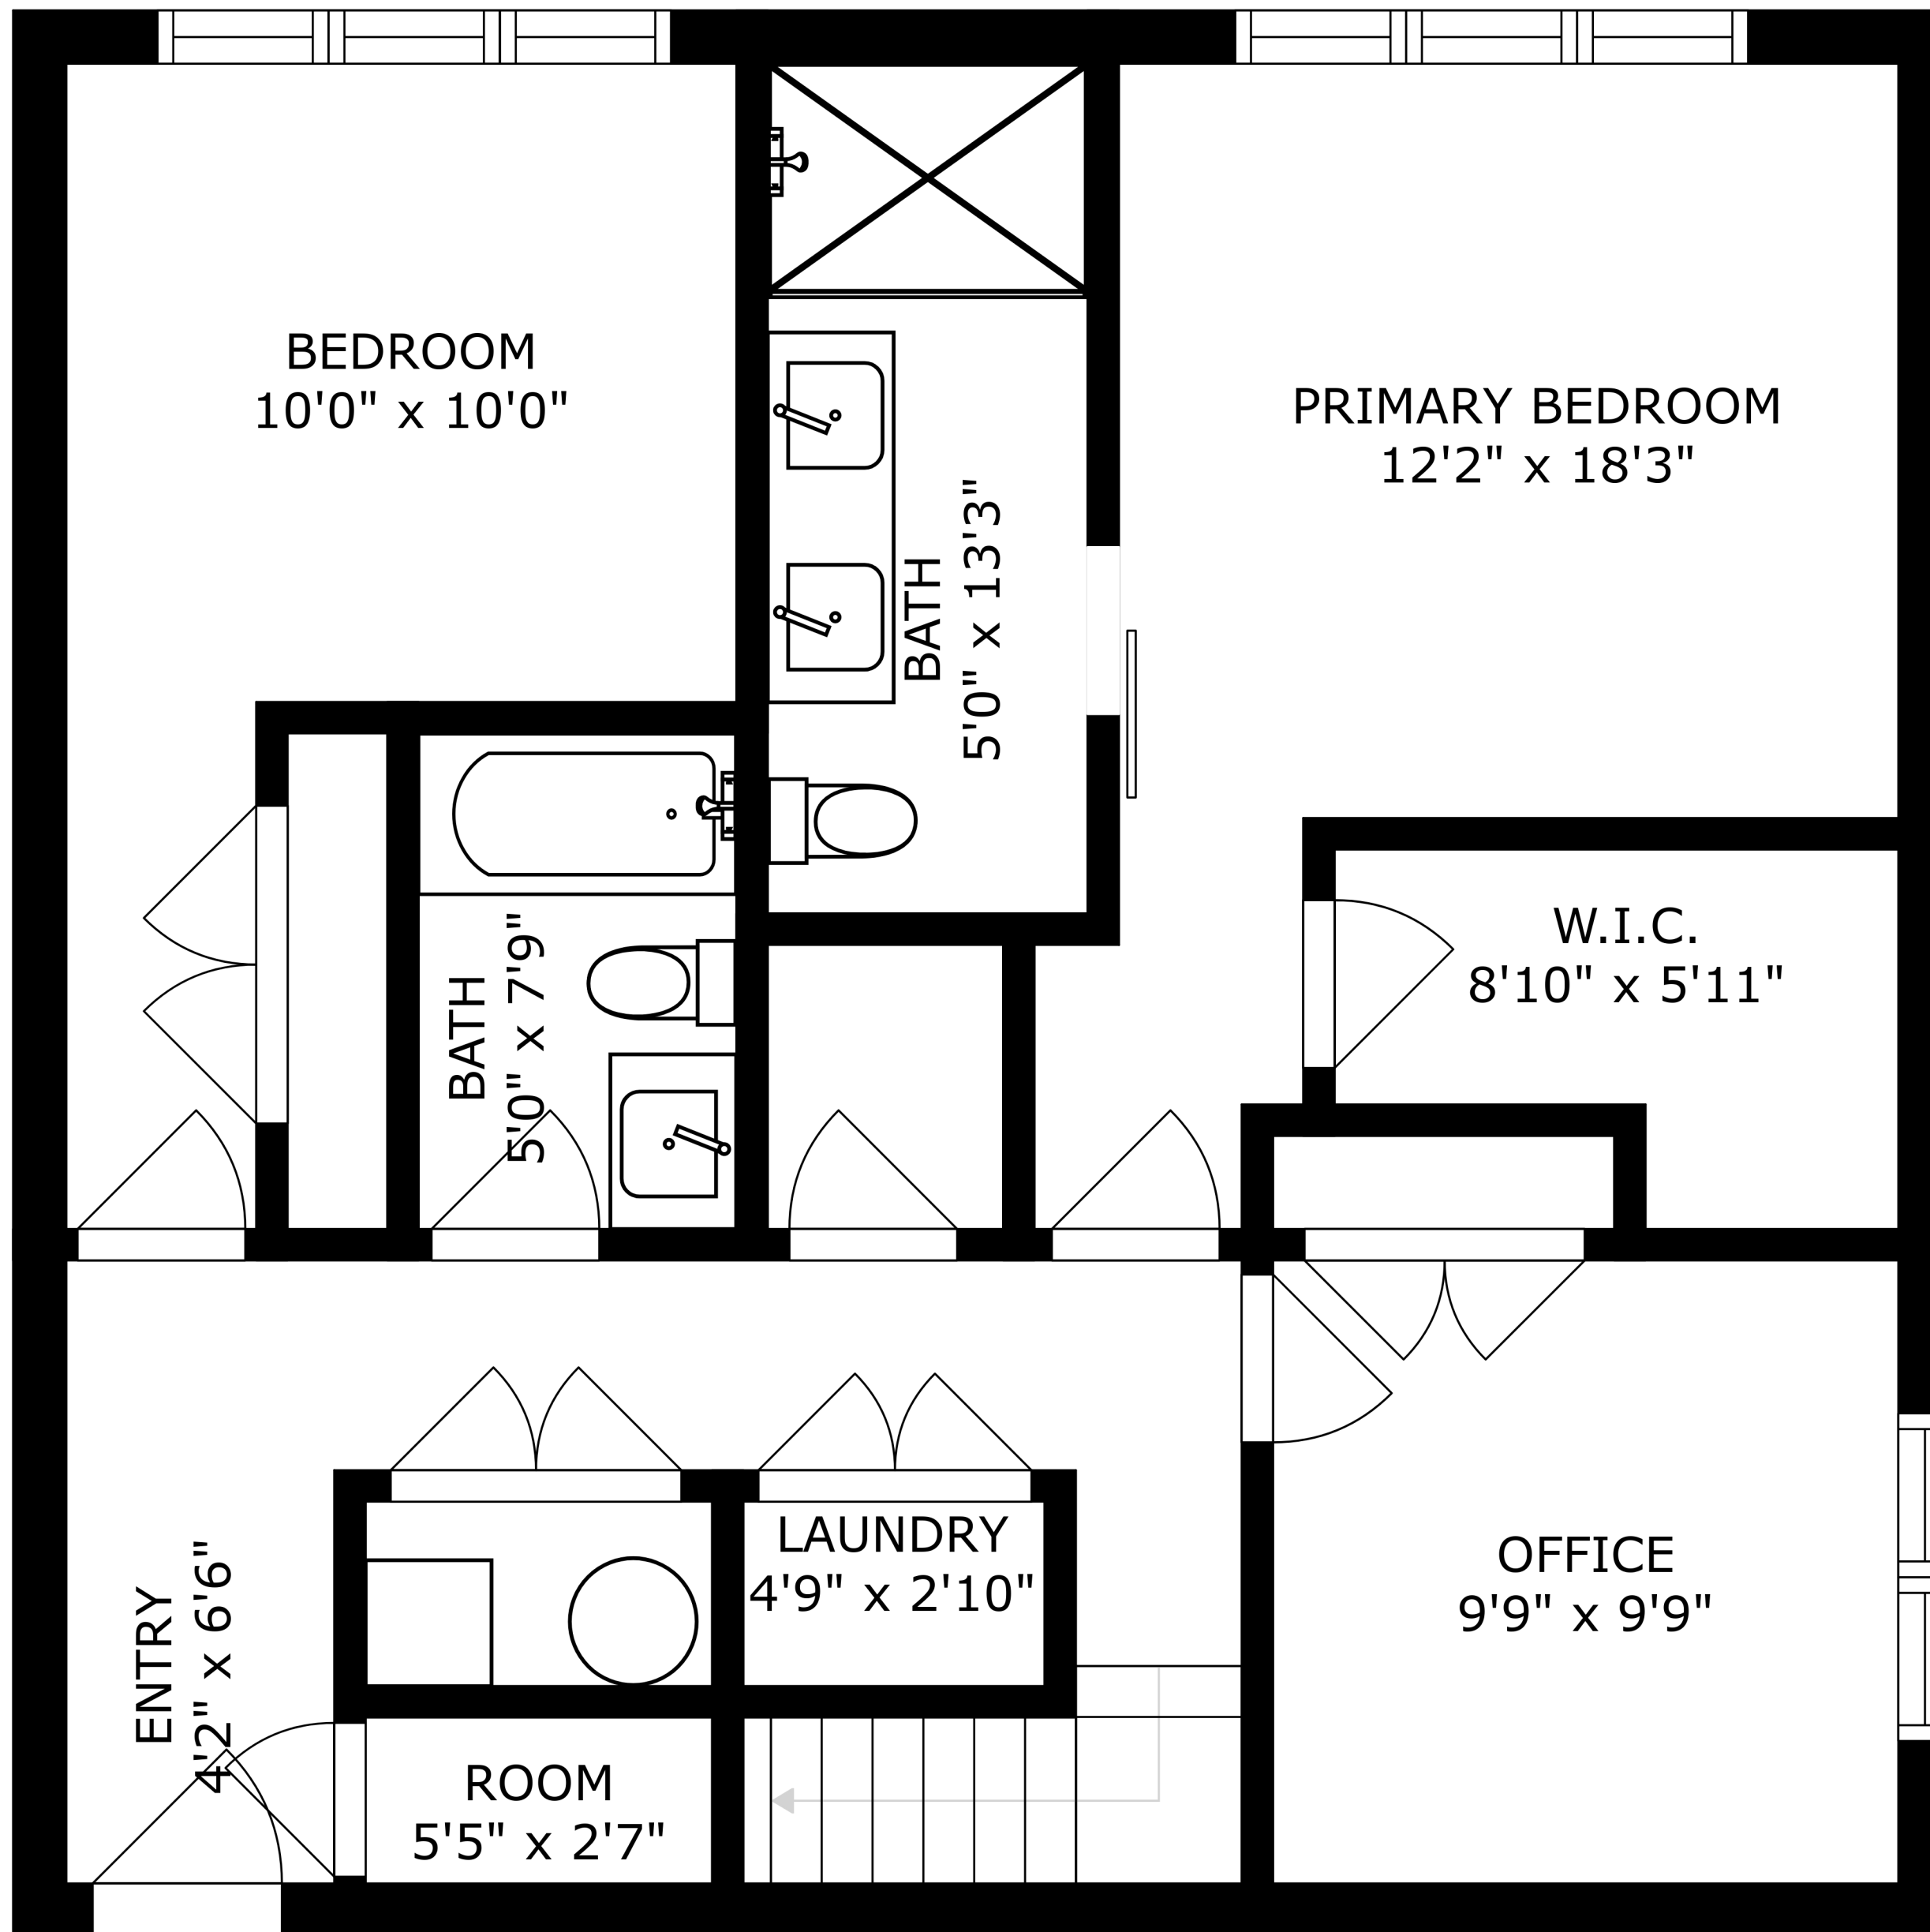 BEDROOM
10'0" x 10'0"
PRIMARY BEDROOM
12'2" x 18'3"
BATH
5'0" x 13'3"
W.I.C.
8'10" x 5'11"
BATH
5'0" x 7'9"
LAUNDRY
4'9" x 2'10"
OFFICE
9'9" x 9'9"
ENTRY
4'2" x 6'6"
ROOM
5'5" x 2'7"